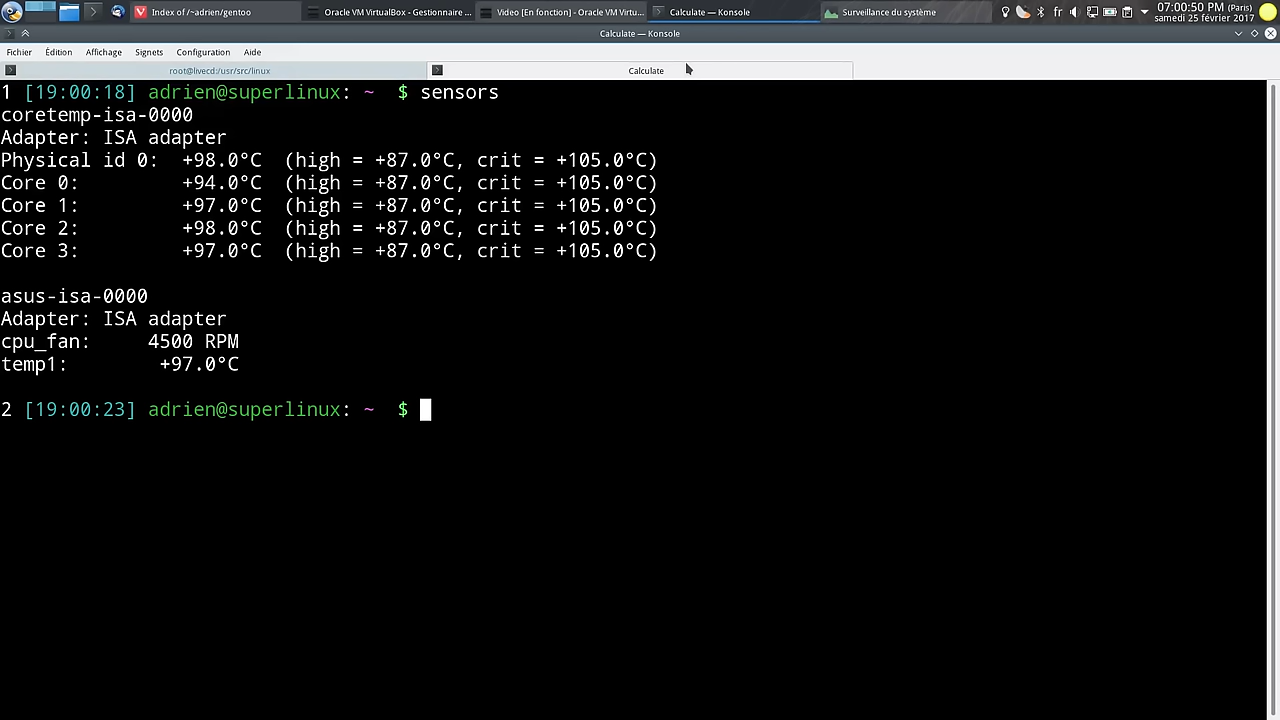 Index of /~adrien/gentoo
Oracle VM VirtualBox - Gestionnaire ...
Video [En fonction] - Oracle VM Virtu...
Calculate — Konsole
Surveillance du système
fr
07:00:50 PM (Paris)
samedi 25 février 2017
Calculate — Konsole
Fichier Édition Affichage Signets Configuration Aide
root@livecd:/usr/src/linux
Calculate
1 [19:00:18] adrien@superlinux: ~ $ sensors
coretemp-isa-0000
Adapter: ISA adapter
Physical id 0: +98.0°C (high = +87.0°C, crit = +105.0°C)
Core 0: +94.0°C (high = +87.0°C, crit = +105.0°C)
Core 1: +97.0°C (high = +87.0°C, crit = +105.0°C)
Core 2: +98.0°C (high = +87.0°C, crit = +105.0°C)
Core 3: +97.0°C (high = +87.0°C, crit = +105.0°C)
asus-isa-0000
Adapter: ISA adapter
cpu_fan: 4500 RPM
temp1: +97.0°C
2 [19:00:23] adrien@superlinux: ~ $